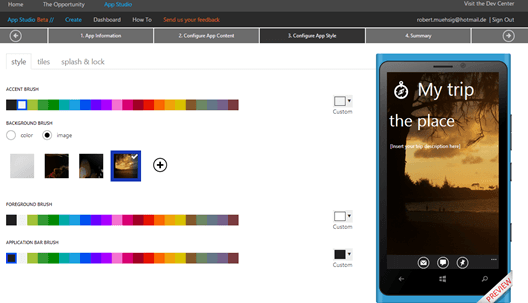 Home The Opportunity App Studio Visit the Dev Center
App Studio Beta // Create Dashboard How To Send us your feedback robert.muehsig@hotmail.de | Sign Out
1. App Information 2. Configure App Content 3. Configure App Style 4. Summary
style tiles splash & lock
ACCENT BRUSH
Custom
BACKGROUND BRUSH
color image
FOREGROUND BRUSH
Custom
APPLICATION BAR BRUSH
Custom
My trip
the place
[Insert your trip description here]
PREVIEW